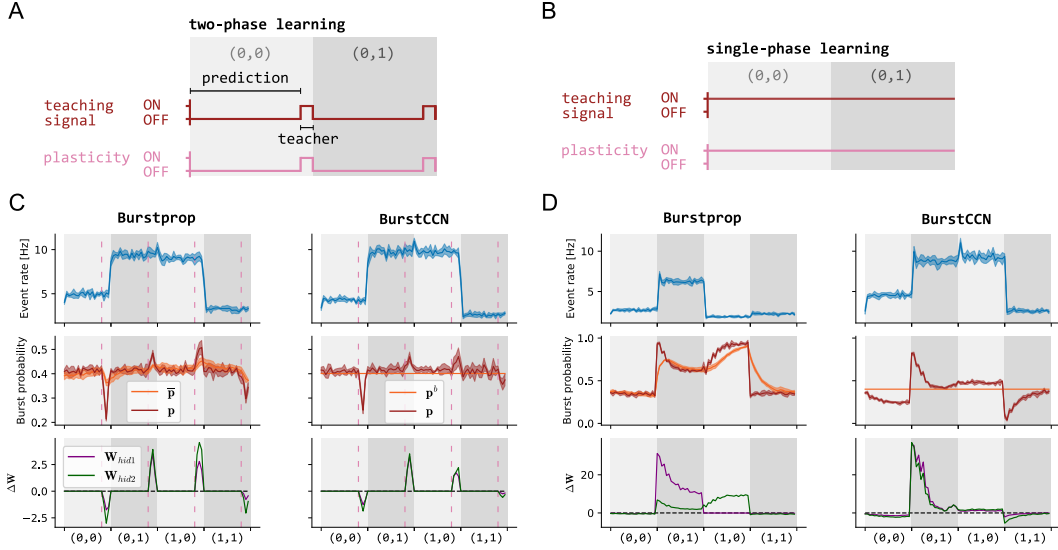 A
two-phase learning
(0,0)
(0,1)
prediction
teaching
signal
ON
OFF
teacher
plasticity
ON
OFF
B
single-phase learning
(0,0)
(0,1)
teaching
signal
ON
OFF
plasticity
ON
OFF
C
Burstprop
BurstCCN
Event rate [Hz]
10
5
10
5
Burst probability
0.5
0.4
0.3
0.2
p̅
p
p^b
p
ΔW
2.5
0.0
−2.5
W_hid1
W_hid2
(0,0) (0,1) (1,0) (1,1)
(0,0) (0,1) (1,0) (1,1)
D
Burstprop
BurstCCN
Event rate [Hz]
10
5
10
5
Burst probability
1.0
0.5
0.0
ΔW
20
0
(0,0) (0,1) (1,0) (1,1)
(0,0) (0,1) (1,0) (1,1)